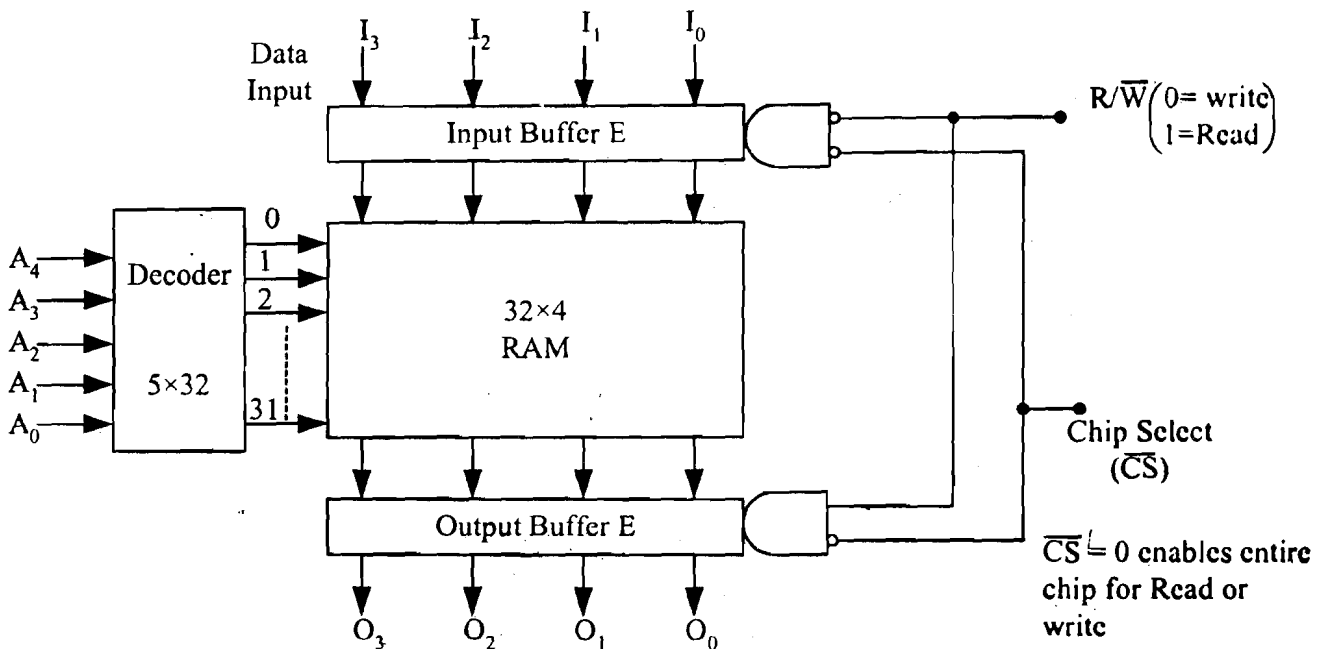 I₃ I₂ I₁ I₀
Data
Input
Input Buffer E
R/W̅ (0= write
1=Read)
A₄
A₃
A₂
A₁
A₀
Decoder
5×32
0
1
2
31
32×4
RAM
Chip Select
(C̅S̅)
Output Buffer E
O₃ O₂ O₁ O₀
C̅S̅ = 0 enables entire
chip for Read or
write